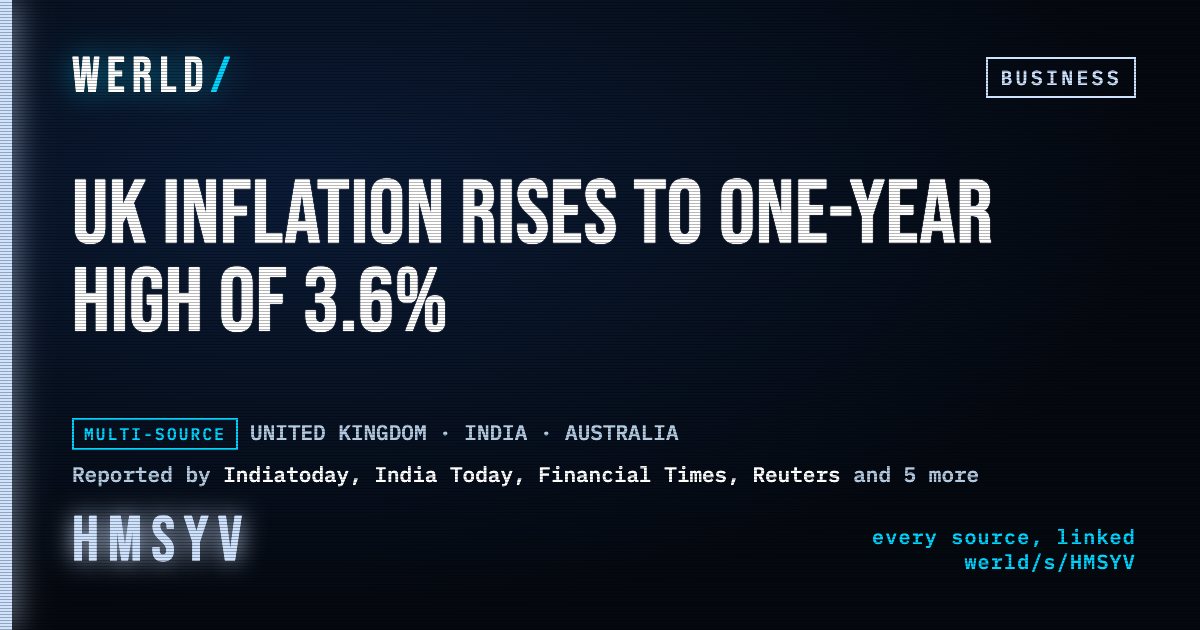 WERLD/
BUSINESS
UK INFLATION RISES TO ONE-YEAR
HIGH OF 3.6%
MULTI-SOURCE UNITED KINGDOM · INDIA · AUSTRALIA
Reported by Indiatoday, India Today, Financial Times, Reuters and 5 more
HMSYV
every source, linked
werld/s/HMSYV